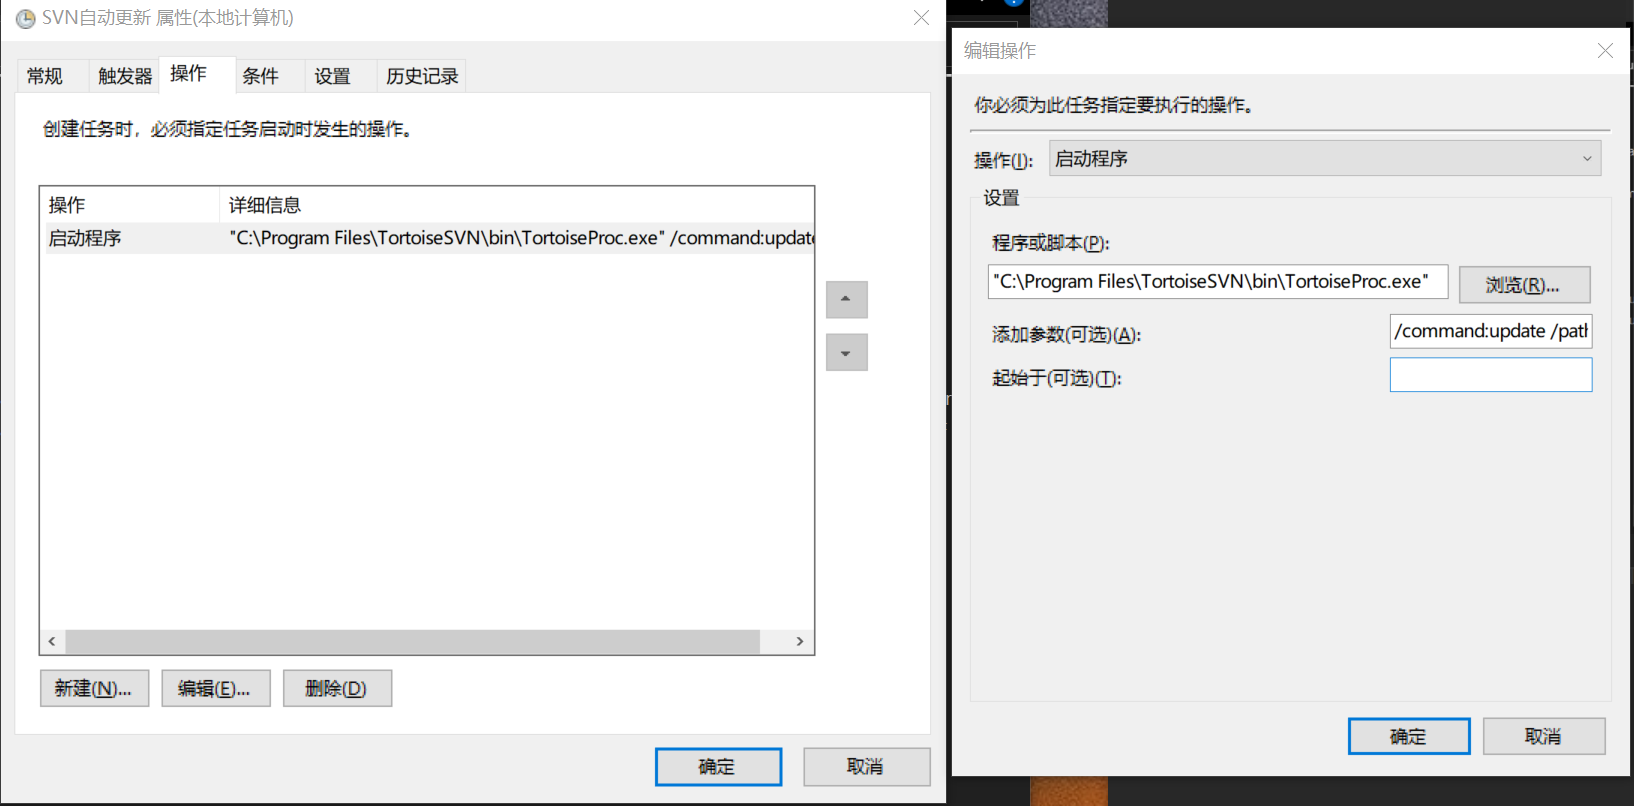 SVN自动更新 属性(本地计算机)
常规 触发器 操作 条件 设置 历史记录
创建任务时，必须指定任务启动时发生的操作。
操作 详细信息
启动程序 "C:\Program Files\TortoiseSVN\bin\TortoiseProc.exe" /command:update
新建(N)... 编辑(E)... 删除(D)
确定 取消
编辑操作
你必须为此任务指定要执行的操作。
操作(I): 启动程序
设置
程序或脚本(P):
"C:\Program Files\TortoiseSVN\bin\TortoiseProc.exe" 浏览(R)...
添加参数(可选)(A): /command:update /path
起始于(可选)(T):
确定 取消